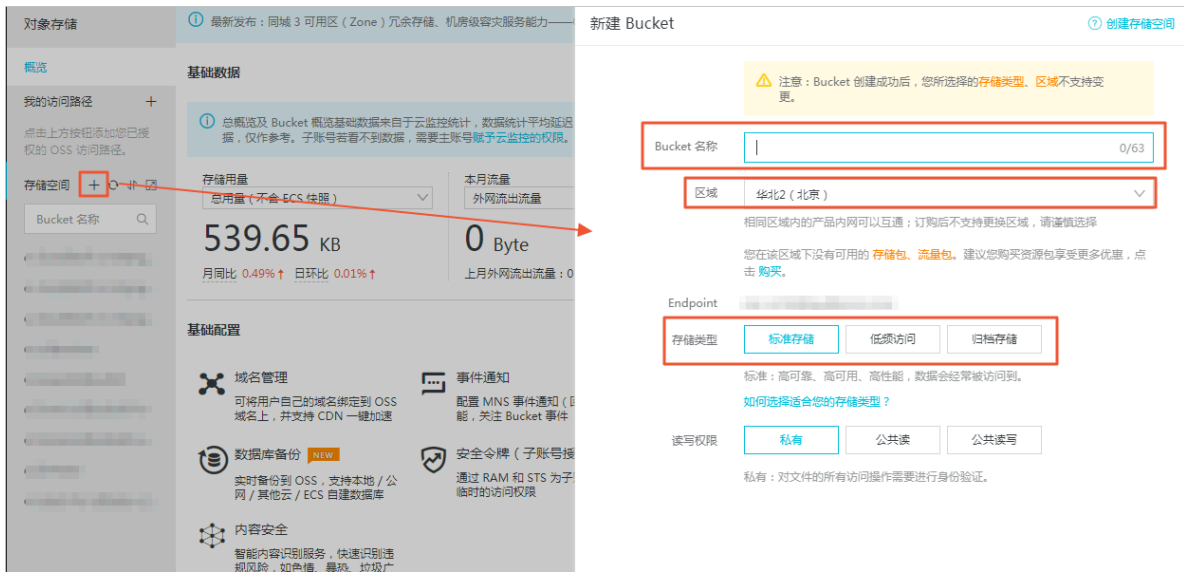 对象存储
概览
我的访问路径 +
点击上方按钮添加您已授
权的 OSS 访问路径。
存储空间
Bucket 名称
最新发布：同城 3 可用区（Zone）冗余存储、机房级容灾服务能力——
基础数据
总概览及 Bucket 概览基础数据来自于云监控统计，数据统计平均延迟
据，仅作参考。子账号若看不到数据，需要主账号赋予云监控的权限。
存储用量
总用量（不含 ECS 快照）
539.65 KB
月同比 0.49%↑ 日环比 0.01%↑
本月流量
外网流出流量
0 Byte
上月外网流出流量：0
基础配置
域名管理
可将用户自己的域名绑定到 OSS
域名上，并支持 CDN 一键加速
事件通知
配置 MNS 事件通知（回
能，关注 Bucket 事件
数据库备份 NEW
实时备份到 OSS，支持本地 / 公
网 / 其他云 / ECS 自建数据库
安全令牌（子账号授
通过 RAM 和 STS 为子
临时的访问权限
内容安全
智能内容识别服务，快速识别违
规风险，如色情、暴恐、垃圾广
新建 Bucket
创建存储空间
注意：Bucket 创建成功后，您所选择的存储类型、区域不支持变
更。
Bucket 名称
0/63
区域
华北2（北京）
相同区域内的产品内网可以互通；订购后不支持更换区域，请谨慎选择
您在该区域下没有可用的 存储包、流量包。建议您购买资源包享受更多优惠，点
击 购买。
Endpoint
存储类型
标准存储 低频访问 归档存储
标准：高可靠、高可用、高性能，数据会经常被访问到。
如何选择适合您的存储类型？
读写权限
私有 公共读 公共读写
私有：对文件的所有访问操作需要进行身份验证。